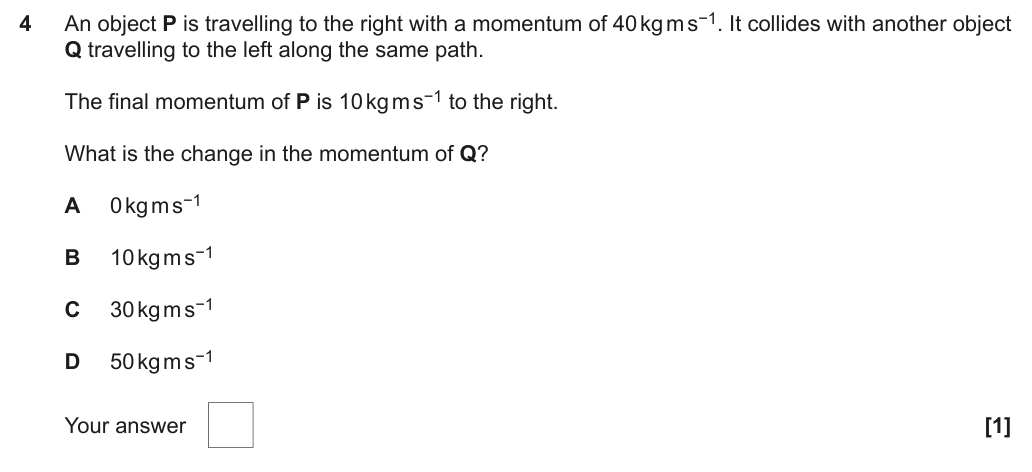 4 An object P is travelling to the right with a momentum of 40 kg m s⁻¹. It collides with another object
Q travelling to the left along the same path.
The final momentum of P is 10 kg m s⁻¹ to the right.
What is the change in the momentum of Q?
A 0 kg m s⁻¹
B 10 kg m s⁻¹
C 30 kg m s⁻¹
D 50 kg m s⁻¹
Your answer [1]